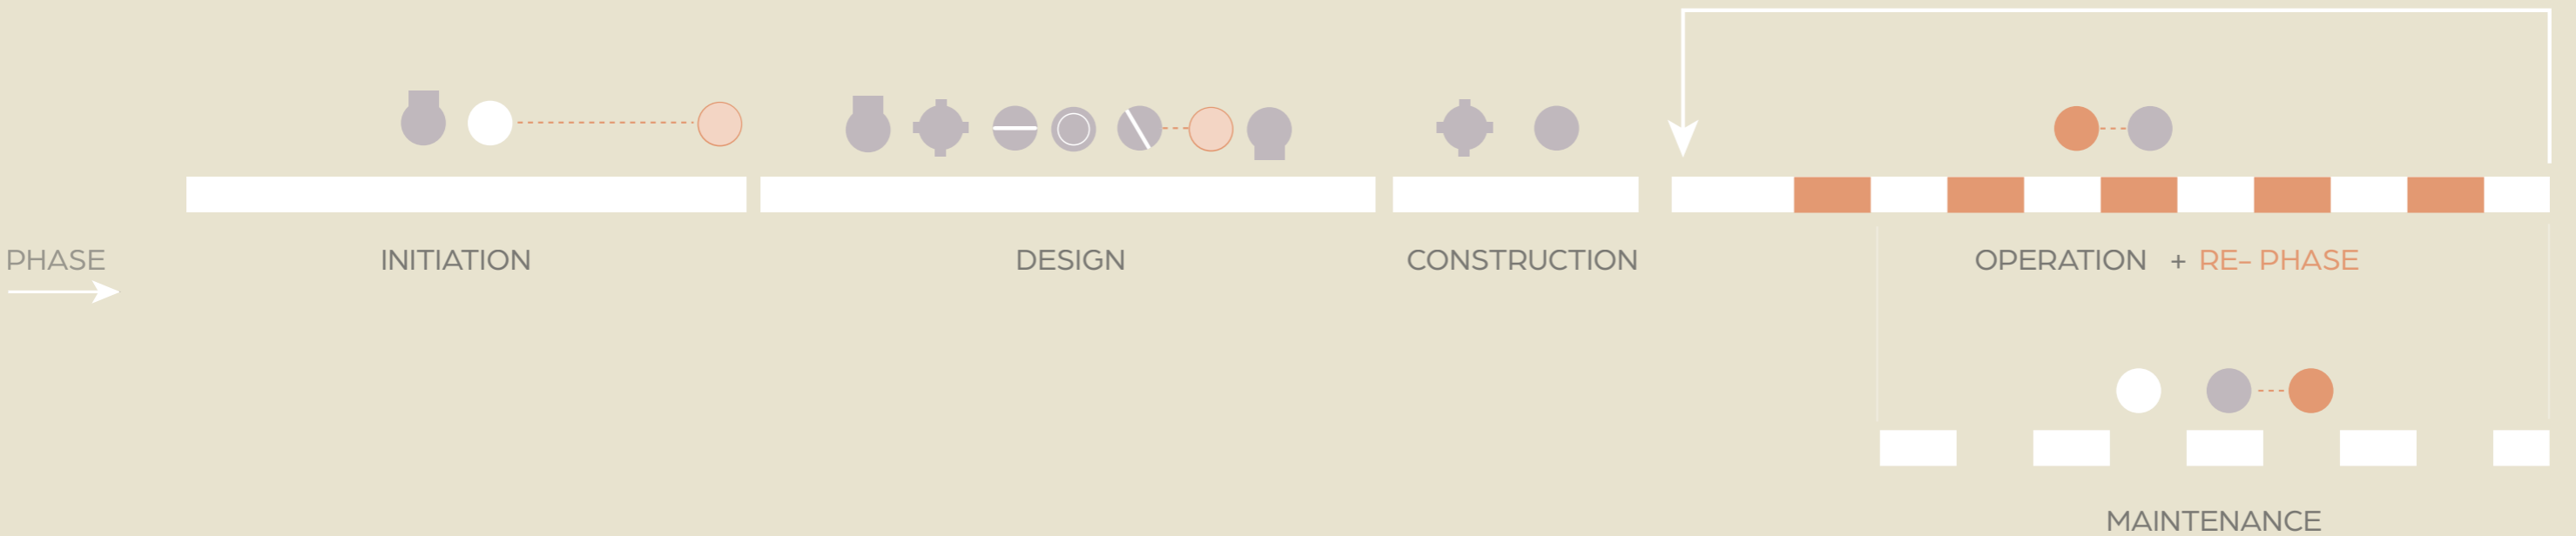 PHASE
INITIATION
DESIGN
CONSTRUCTION
OPERATION + RE- PHASE
MAINTENANCE